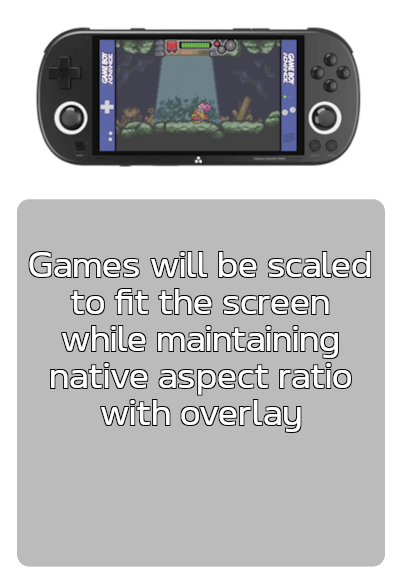 GAME BOY
ADVANCE
GAME BOY
ADVANCE
Games will be scaled
to fit the screen
while maintaining
native aspect ratio
with overlay